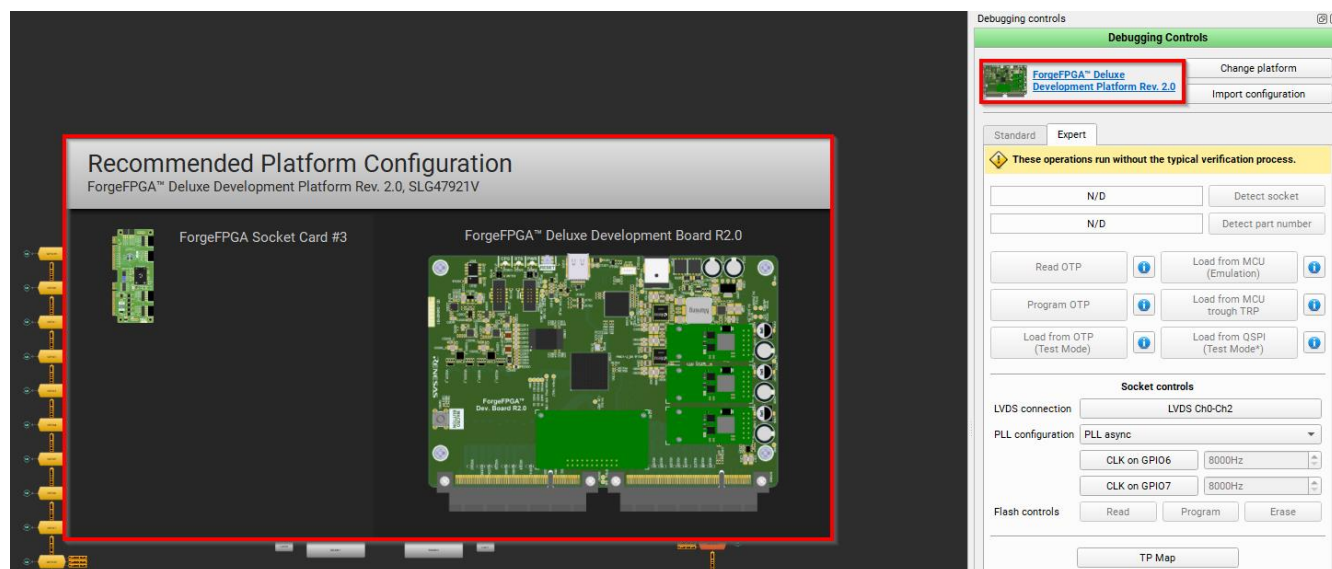 Debugging controls
Debugging Controls
ForgeFPGA™ Deluxe
Development Platform Rev. 2.0
Change platform
Import configuration
Standard
Expert
These operations run without the typical verification process.
N/D
Detect socket
N/D
Detect part number
Read OTP
Load from MCU
(Emulation)
Program OTP
Load from MCU
trough TRP
Load from OTP
(Test Mode)
Load from QSPI
(Test Mode*)
Socket controls
LVDS connection
LVDS Ch0-Ch2
PLL configuration
PLL async
CLK on GPIO6
8000Hz
CLK on GPIO7
8000Hz
Flash controls
Read
Program
Erase
TP Map
Recommended Platform Configuration
ForgeFPGA™ Deluxe Development Platform Rev. 2.0, SLG47921V
ForgeFPGA Socket Card #3
ForgeFPGA™ Deluxe Development Board R2.0
RENESAS
ForgeFPGA™
Dev. Board R2.0